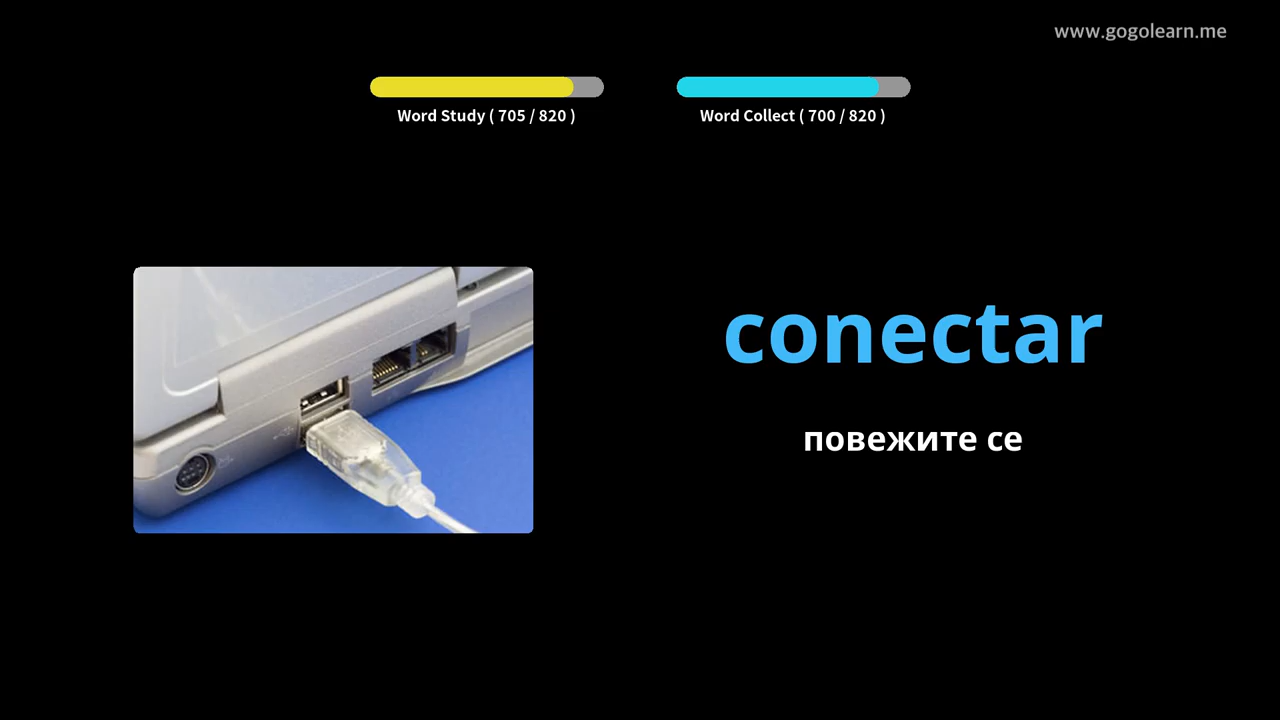 www.gogolearn.me
Word Study ( 705 / 820 )
Word Collect ( 700 / 820 )
conectar
повежите се